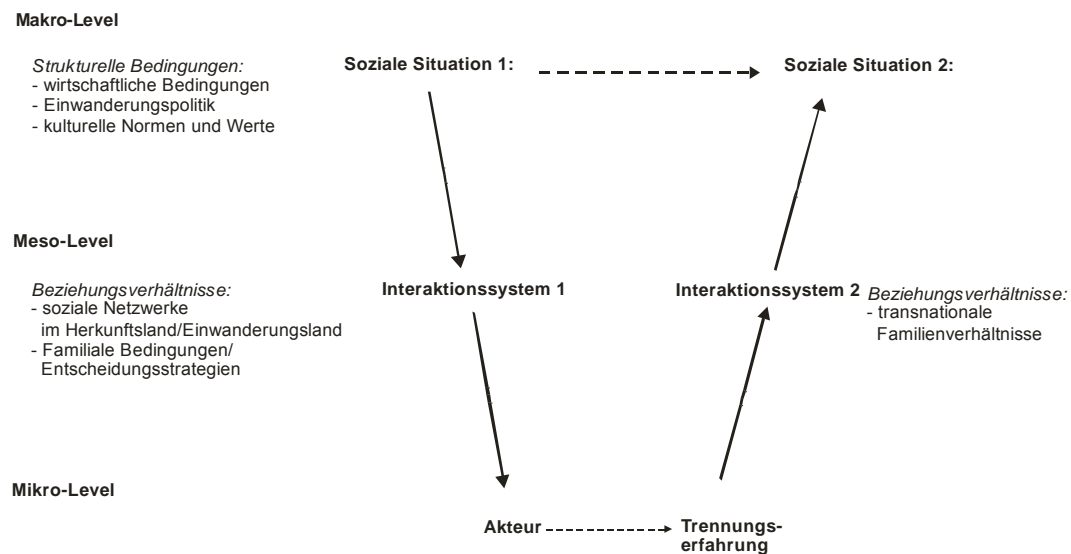 Makro-Level
Strukturelle Bedingungen:
- wirtschaftliche Bedingungen
- Einwanderungspolitik
- kulturelle Normen und Werte
Soziale Situation 1:
Soziale Situation 2:
Meso-Level
Beziehungsverhältnisse:
- soziale Netzwerke
im Herkunftsland/Einwanderungsland
- Familiale Bedingungen/
Entscheidungsstrategien
Interaktionssystem 1
Interaktionssystem 2
Beziehungsverhältnisse:
- transnationale
Familienverhältnisse
Mikro-Level
Akteur
Trennungs-
erfahrung